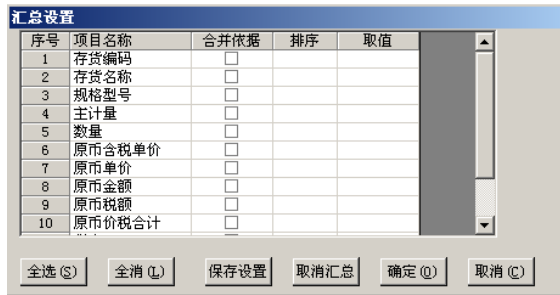 汇总设置
序号 项目名称 合并依据 排序 取值
1 存货编码
2 存货名称
3 规格型号
4 主计量
5 数量
6 原币含税单价
7 原币单价
8 原币金额
9 原币税额
10 原币价税合计
全选(S) 全消(L) 保存设置 取消汇总 确定(O) 取消(C)